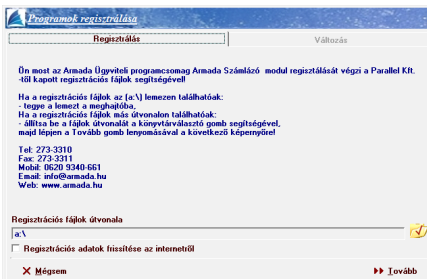 Programok regisztrálása
Regisztrálás
Változás
Ön most az Armada Ügyviteli programcsomag Armada Számlázó modul regisztálását végzi a Parallel Kft.
-től kapott regisztrációs fájlok segítségével!
Ha a regisztrációs fájlok az (a:\) lemezen találhatóak:
- tegye a lemezt a meghajtóba,
Ha a regisztrációs fájlok más útvonalon találhatóak:
- állítsa be a fájlok útvonalát a könyvtárválasztó gomb segítségével,
majd lépjen a Tovább gomb lenyomásával a következő képernyőre!
Tel: 273-3310
Fax: 273-3311
Mobil: 0620 9340-661
Email: info@armada.hu
Web: www.armada.hu
Regisztrációs fájlok útvonala
a:\
Regisztrációs adatok frissítése az internetről
Mégsem
Tovább